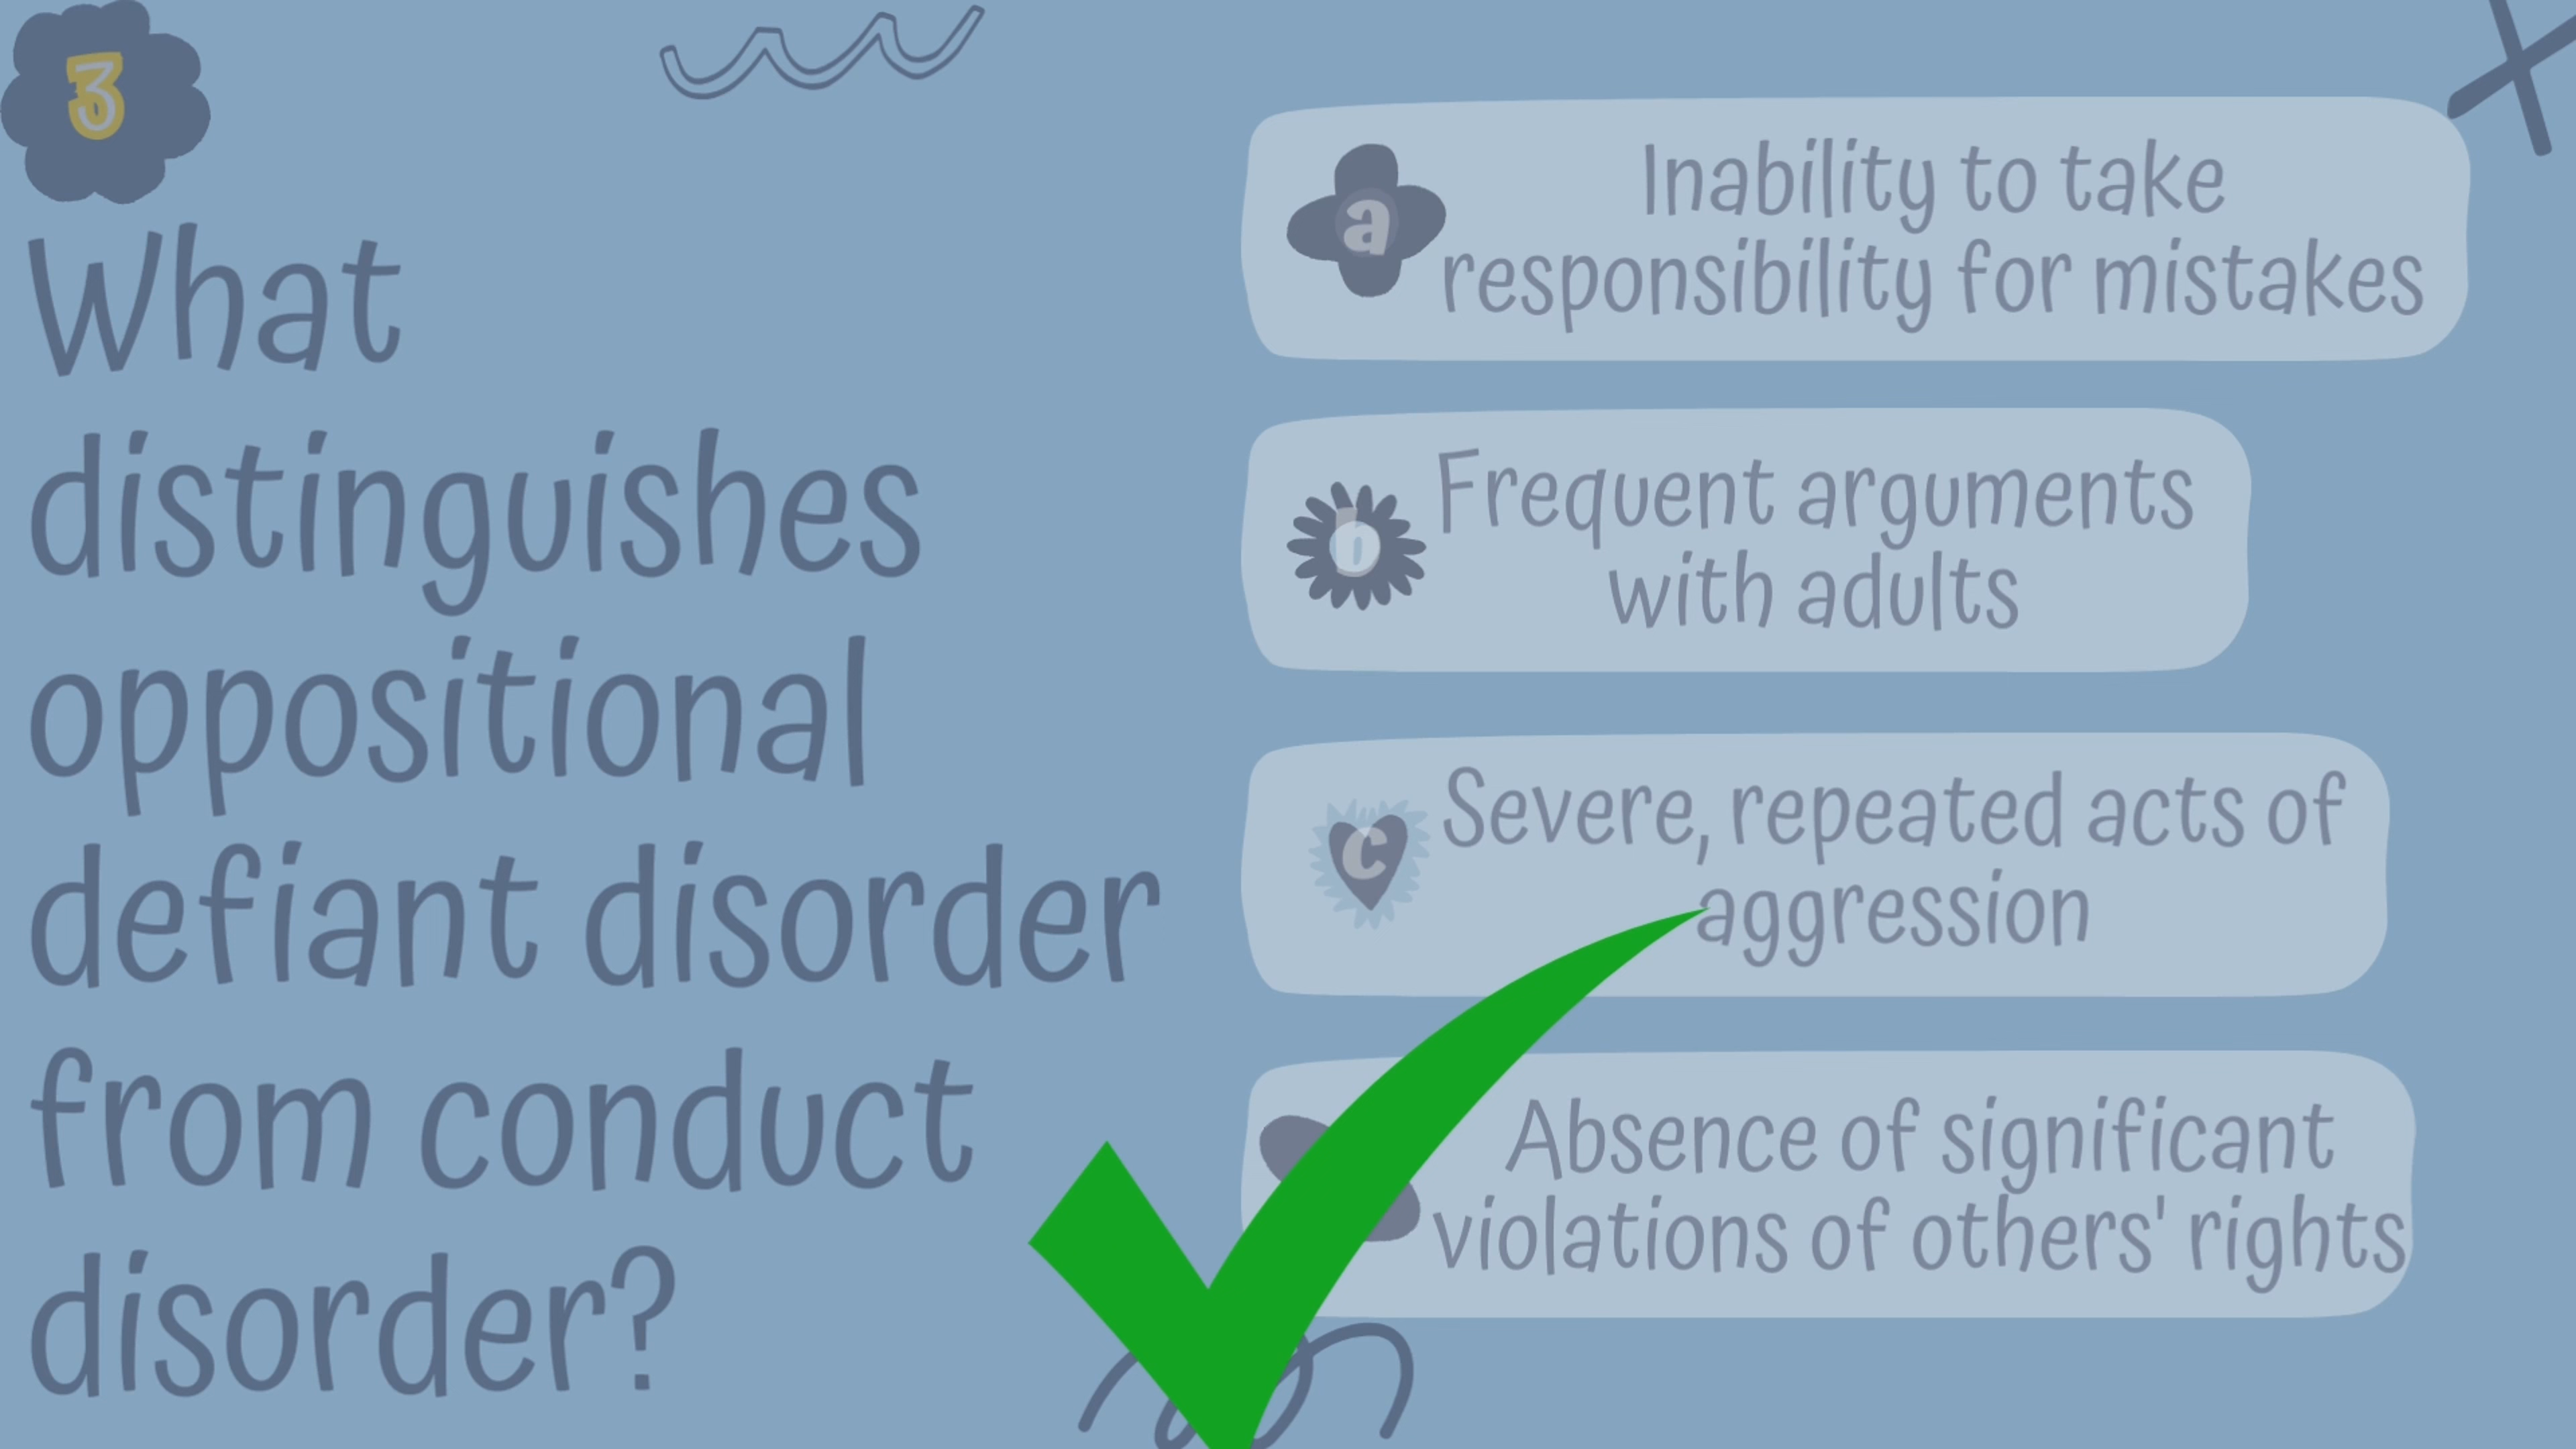 3
What
distinguishes
oppositional
defiant disorder
from conduct
disorder?
a
Inability to take
responsibility for mistakes
b
Frequent arguments
with adults
c
Severe, repeated acts of
aggression
Absence of significant
violations of others' rights